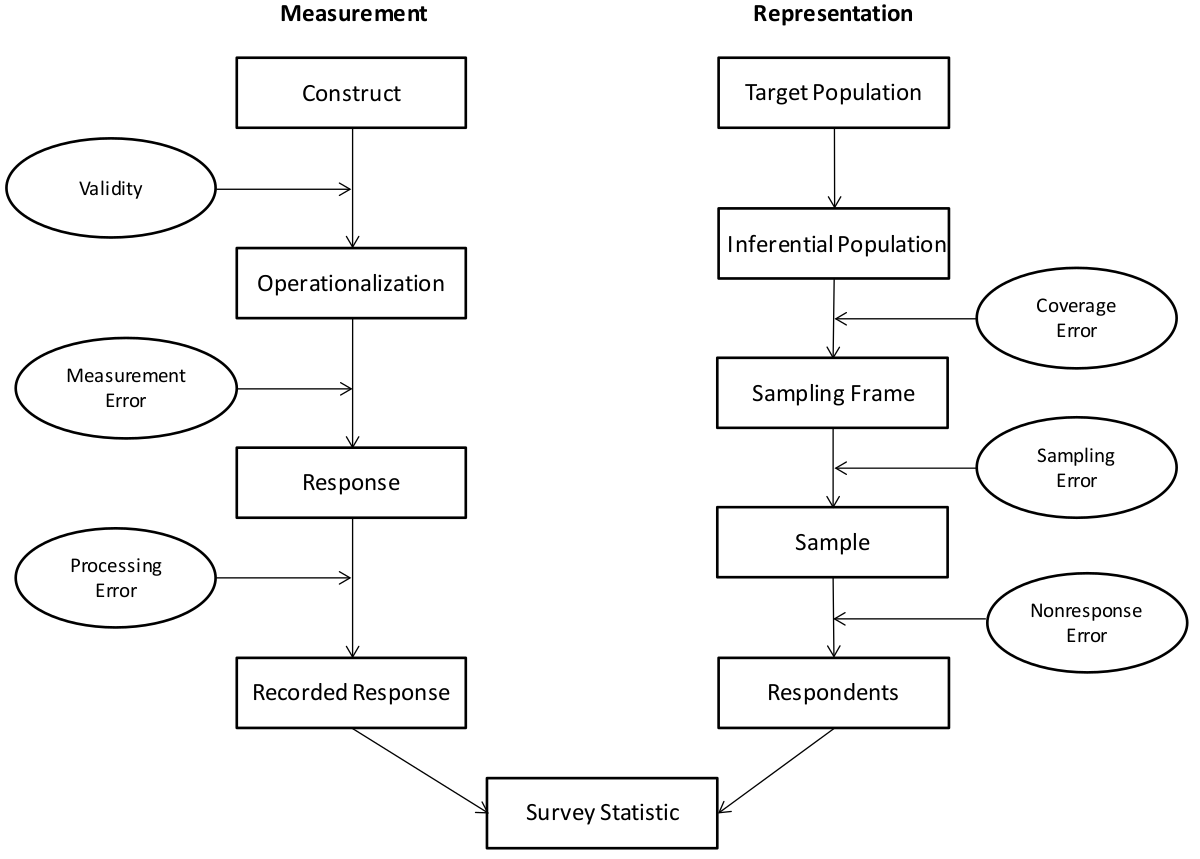 Measurement
Representation
Construct
Target Population
Validity
Inferential Population
Operationalization
Coverage
Error
Measurement
Error
Sampling Frame
Sampling
Error
Response
Sample
Processing
Error
Nonresponse
Error
Recorded Response
Respondents
Survey Statistic